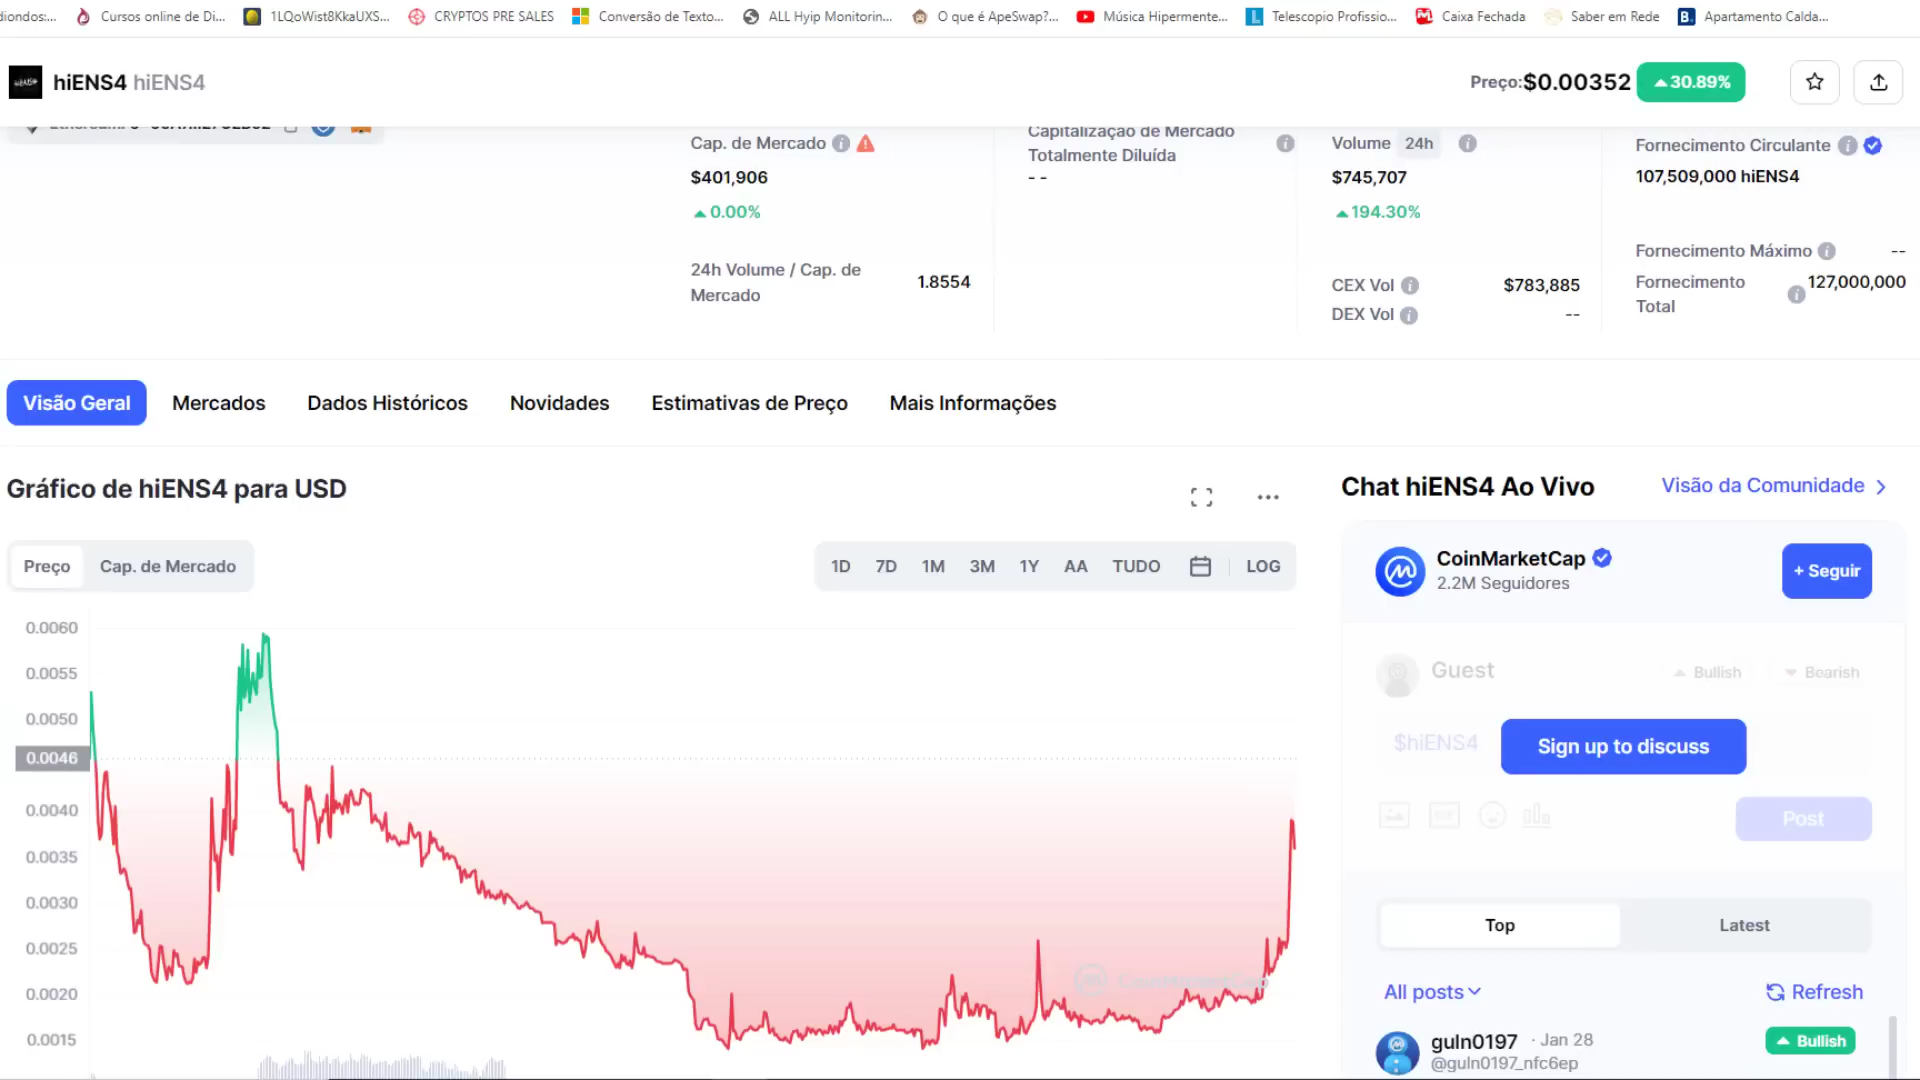 diondos:...
Cursos online de Di...
1LQoWist8KkaUXS...
CRYPTOS PRE SALES
Conversão de Texto...
ALL Hyip Monitorin...
O que é ApeSwap?...
Música Hipermente...
Telescopio Profissio...
Caixa Fechada
Saber em Rede
Apartamento Calda...
hiENS4 hiENS4
Preço:$0.00352
30.89%
Cap. de Mercado
$401,906
0.00%
24h Volume / Cap. de
Mercado
1.8554
Capitalização de Mercado
Totalmente Diluída
- -
Volume 24h
$745,707
194.30%
CEX Vol
$783,885
DEX Vol
--
Fornecimento Circulante
107,509,000 hiENS4
Fornecimento Máximo
--
Fornecimento
Total
127,000,000
Visão Geral
Mercados
Dados Históricos
Novidades
Estimativas de Preço
Mais Informações
Gráfico de hiENS4 para USD
Preço
Cap. de Mercado
1D
7D
1M
3M
1Y
AA
TUDO
LOG
0.0060
0.0055
0.0050
0.0046
0.0040
0.0035
0.0030
0.0025
0.0020
0.0015
CoinMarketCap
Chat hiENS4 Ao Vivo
Visão da Comunidade
CoinMarketCap
2.2M Seguidores
+ Seguir
Guest
Bullish
Bearish
$hiENS4
Sign up to discuss
Post
Top
Latest
All posts
Refresh
guln0197 · Jan 28
@guln0197_nfc6ep
Bullish